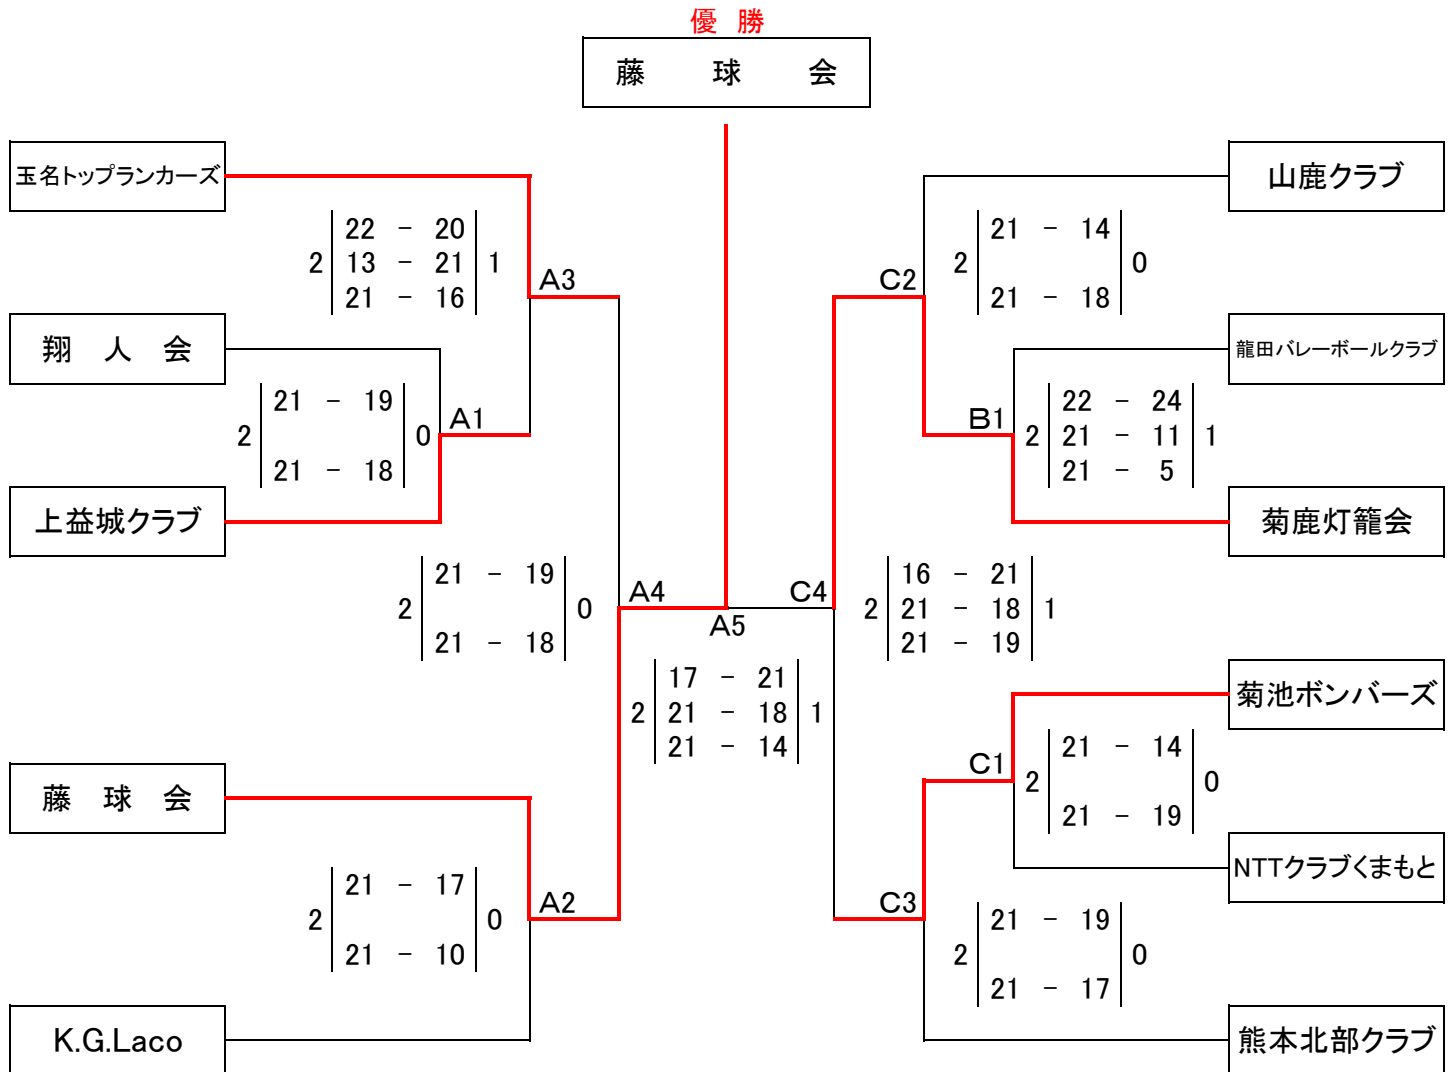 優 勝
藤 球 会
玉名トップランカーズ
山鹿クラブ
22 - 20
2 13 - 21 1
21 - 16
A3
21 - 14
2 0
21 - 18
C2
翔 人 会
龍田バレーボールクラブ
21 - 19
2 0
21 - 18
A1
22 - 24
2 21 - 11 1
21 - 5
B1
上益城クラブ
菊鹿灯籠会
21 - 19
2 0
21 - 18
A4
A5
C4
16 - 21
2 21 - 18 1
21 - 19
17 - 21
2 21 - 18 1
21 - 14
菊池ボンバーズ
C1
21 - 14
2 0
21 - 19
藤 球 会
NTTクラブくまもと
21 - 17
2 0
21 - 10
A2
C3
21 - 19
2 0
21 - 17
K.G.Laco
熊本北部クラブ